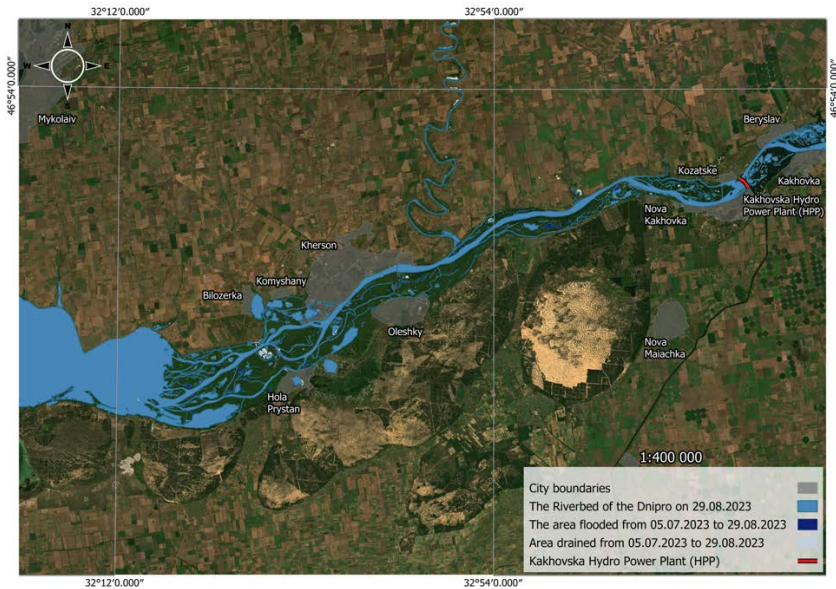 32°12'0.000" 32°54'0.000"
N
W E
S
46°54'0.000" 46°54'0.000"
Mykolaiv
Beryslav
Kozatske
Kakhovka
Kakhovska Hydro
Power Plant (HPP)
Nova
Kakhovka
Kherson
Komyshany
Bilozerka
Oleshky
Nova
Maiachka
Hola
Prystan
1:400 000
City boundaries
The Riverbed of the Dnipro on 29.08.2023
The area flooded from 05.07.2023 to 29.08.2023
Area drained from 05.07.2023 to 29.08.2023
Kakhovska Hydro Power Plant (HPP)
32°12'0.000" 32°54'0.000"